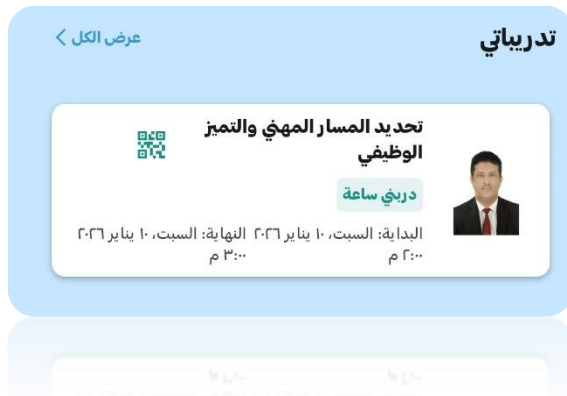 تدريباتي
عرض الكل
تحديد المسار المهني والتميز
الوظيفي
دربني ساعة
البداية: السبت، ١٠ يناير ٢٠٢٦
٢:٠٠ م
النهاية: السبت، ١٠ يناير ٢٠٢٦
٣:٠٠ م